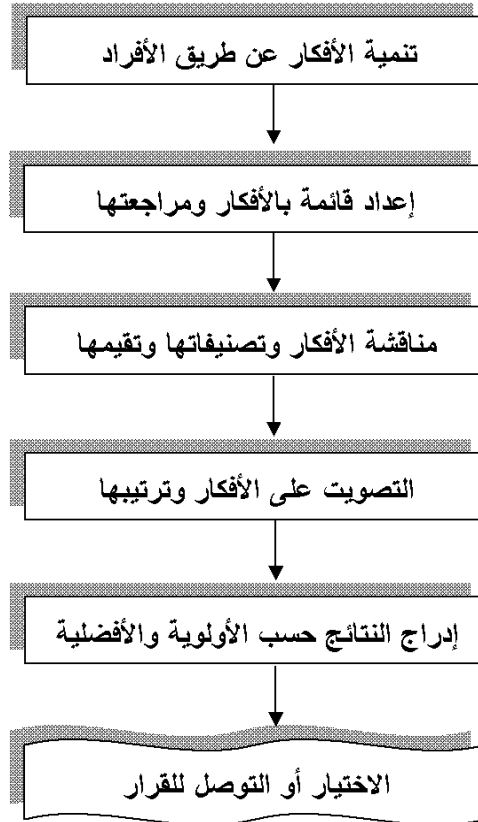 تنمية الأفكار عن طريق الأفراد
إعداد قائمة بالأفكار ومراجعتها
مناقشة الأفكار وتصنيفاتها وتقيمها
التصويت على الأفكار وترتيبها
إدراج النتائج حسب الأولوية والأفضلية
الاختيار أو التوصل للقرار